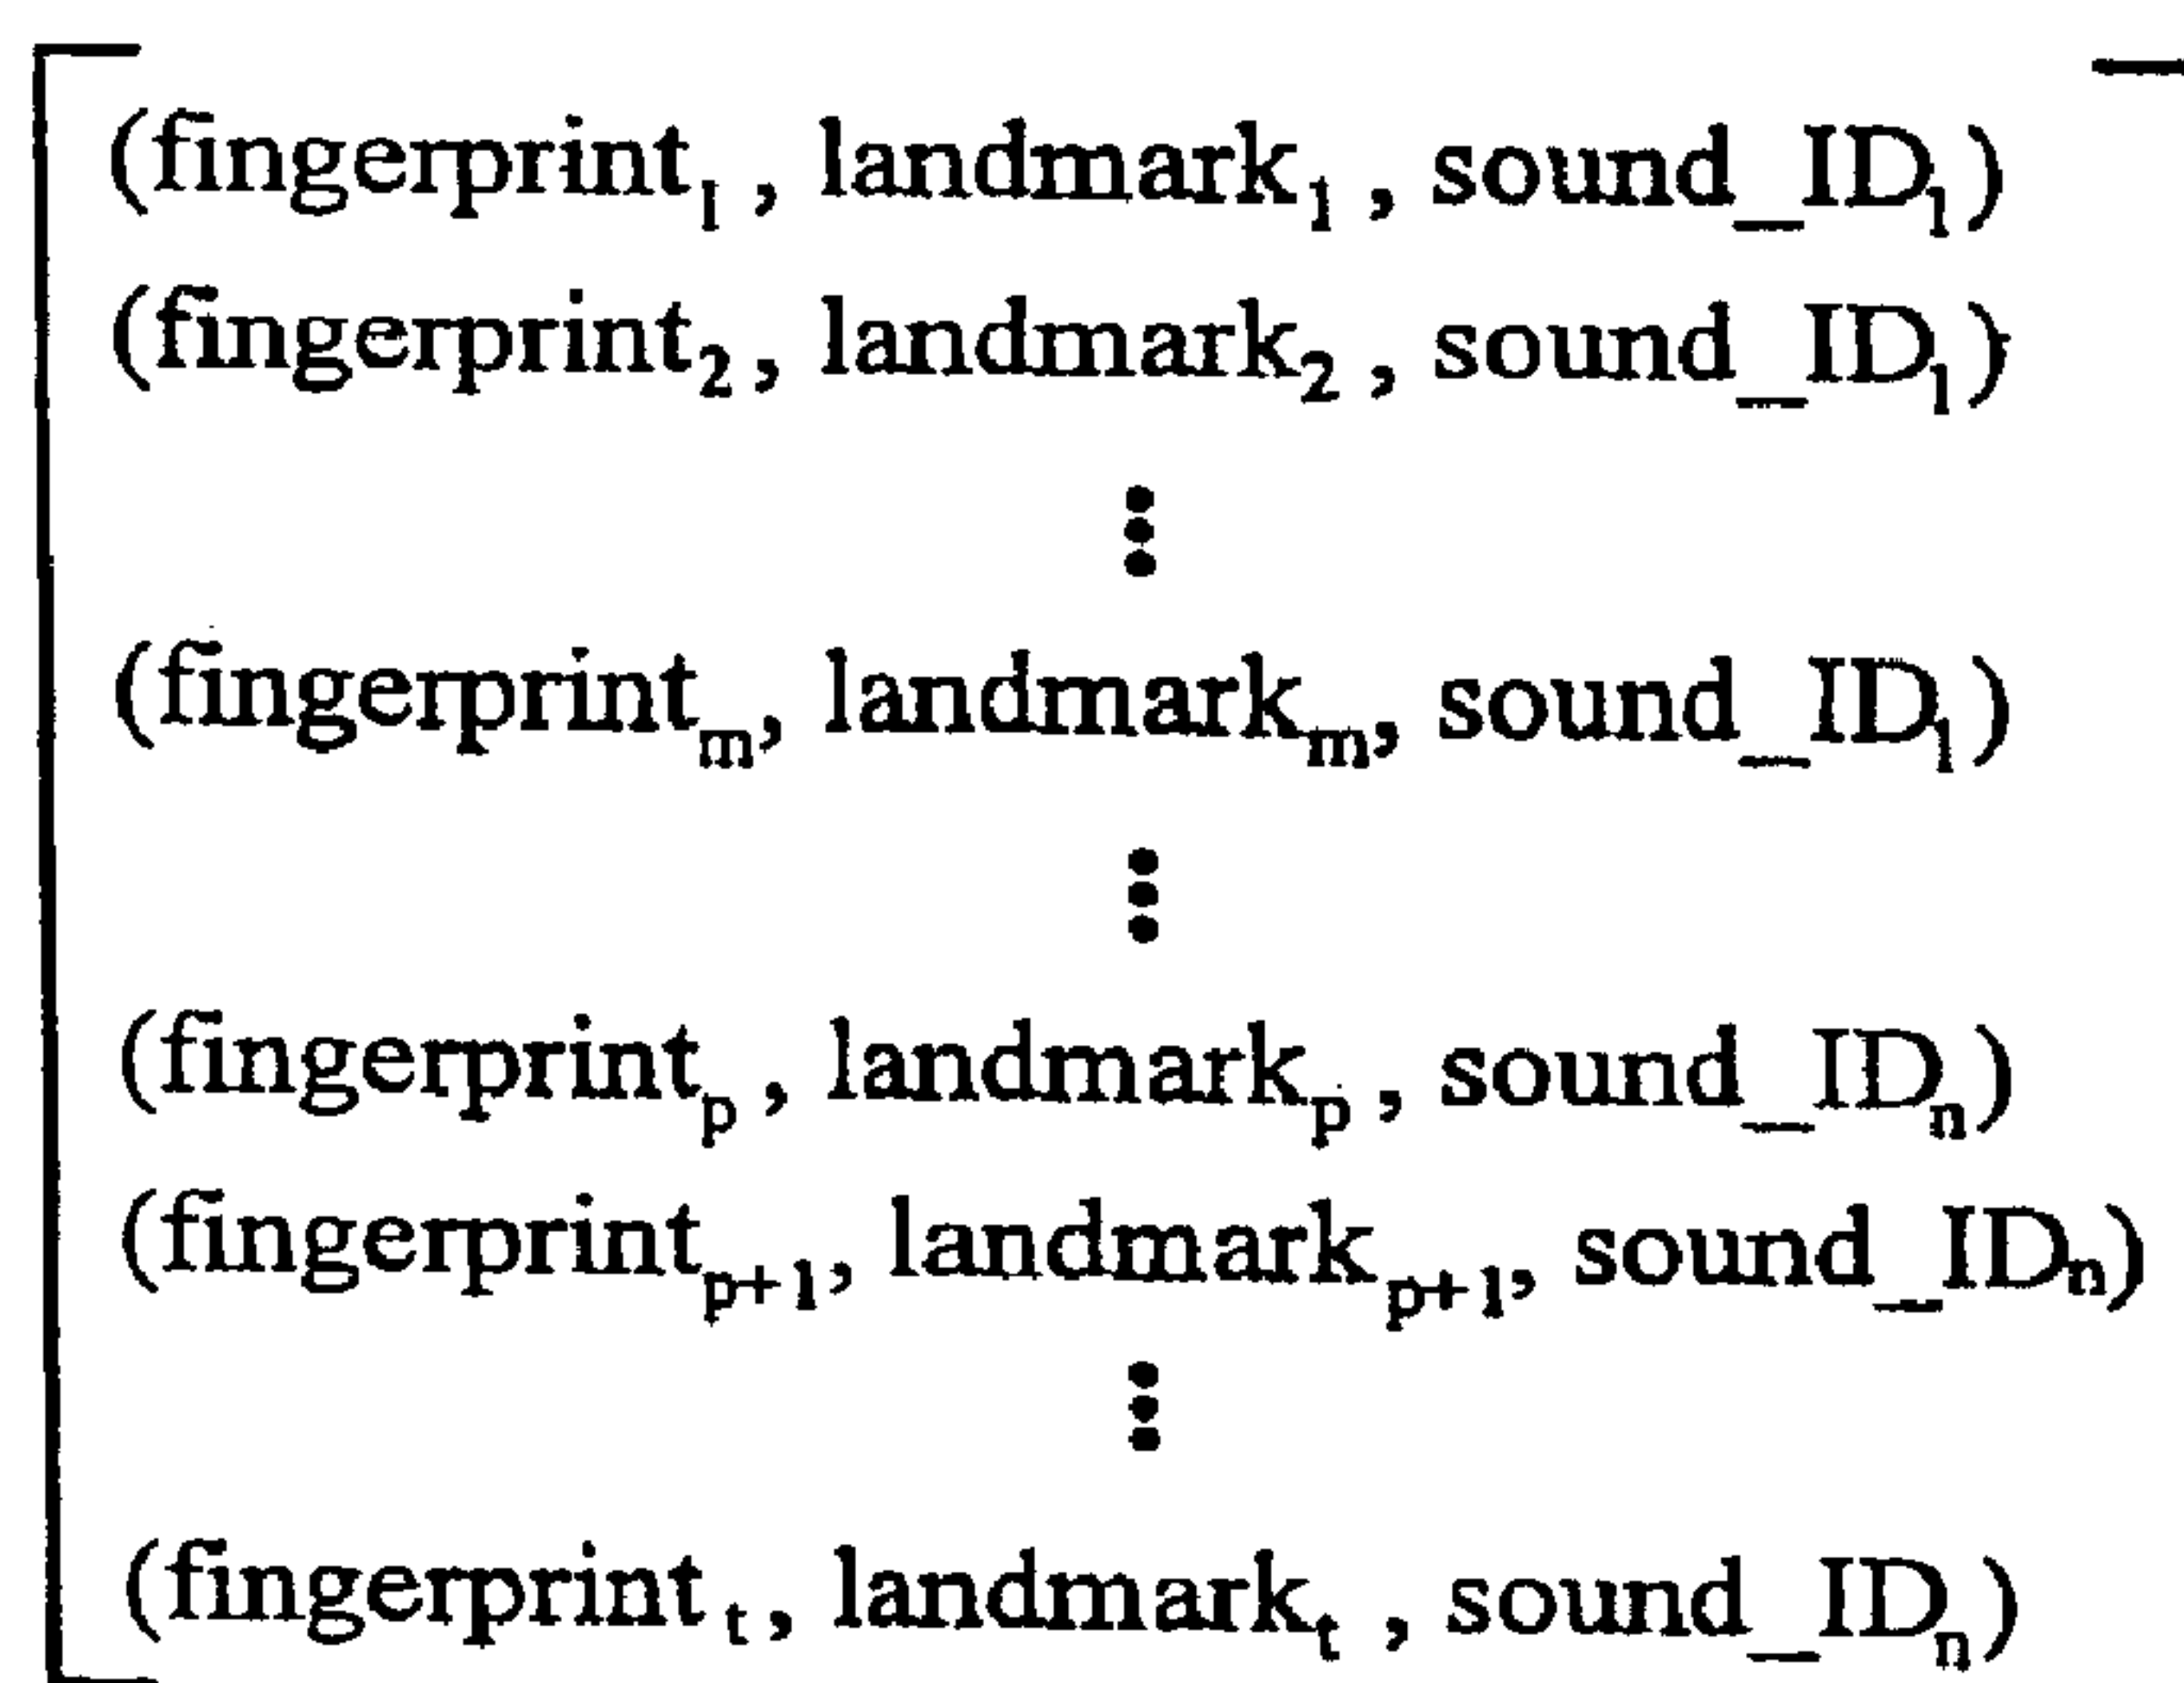 (fingerprint₁, landmark₁, sound_ID₁)
(fingerprint₂, landmark₂, sound_ID₁)
⋮
(fingerprintₘ, landmarkₘ, sound_ID₁)
⋮
(fingerprintₚ, landmarkₚ, sound_IDₙ)
(fingerprintₚ₊₁, landmarkₚ₊₁, sound_IDₙ)
⋮
(fingerprintₜ, landmarkₜ, sound_IDₙ)